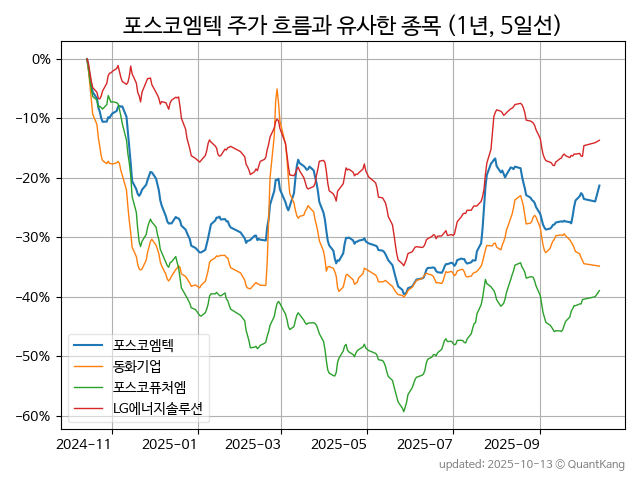 포스코엠텍 주가 흐름과 유사한 종목 (1년, 5일선)
0%
−10%
−20%
−30%
−40%
−50%
−60%
포스코엠텍
동화기업
포스코퓨처엠
LG에너지솔루션
2024-11
2025-01
2025-03
2025-05
2025-07
2025-09
updated: 2025-10-13 ⓒ QuantKang